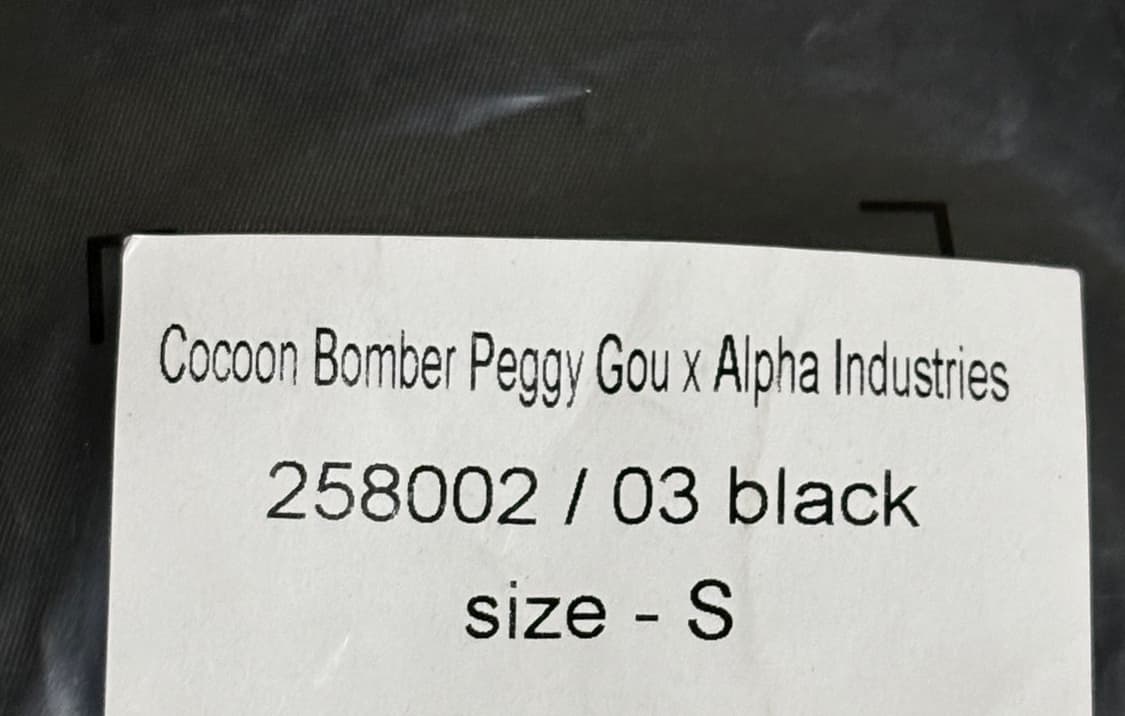 Cocoon Bomber Peggy Gou x Alpha Industries
258002 / 03 black
size - S